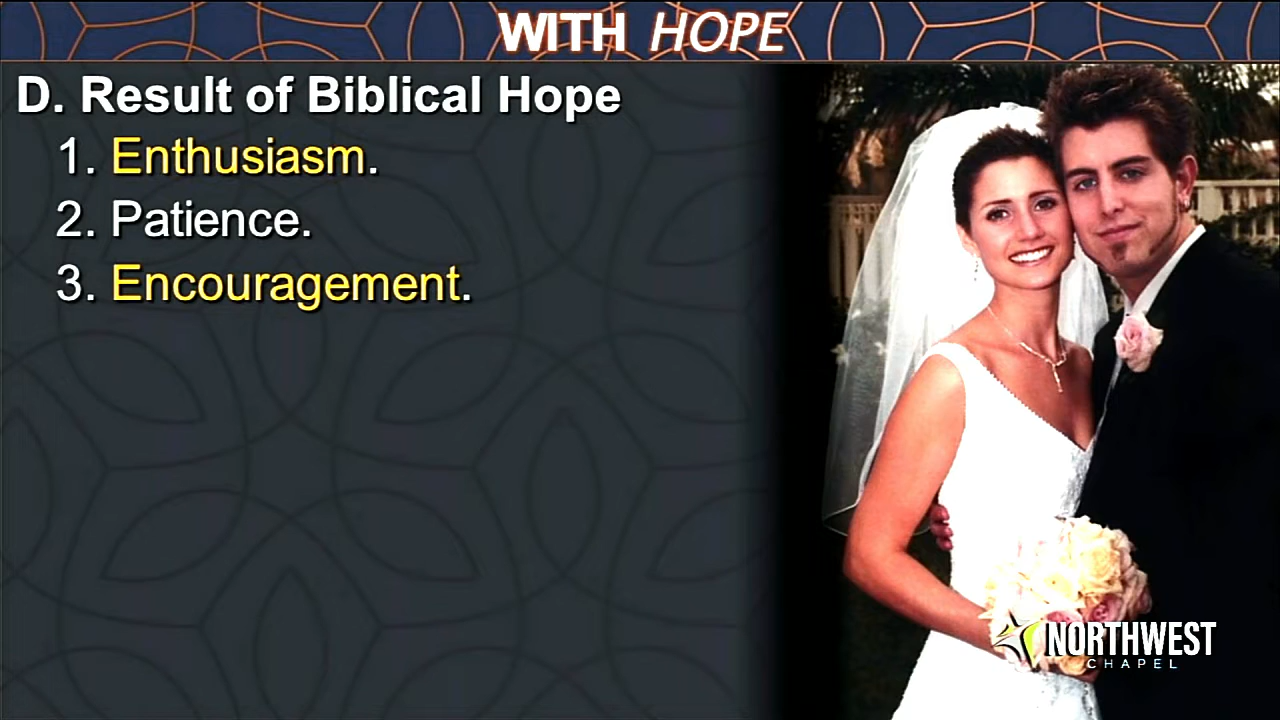 WITH HOPE
D. Result of Biblical Hope
1. Enthusiasm.
2. Patience.
3. Encouragement.
NORTHWEST
CHAPEL